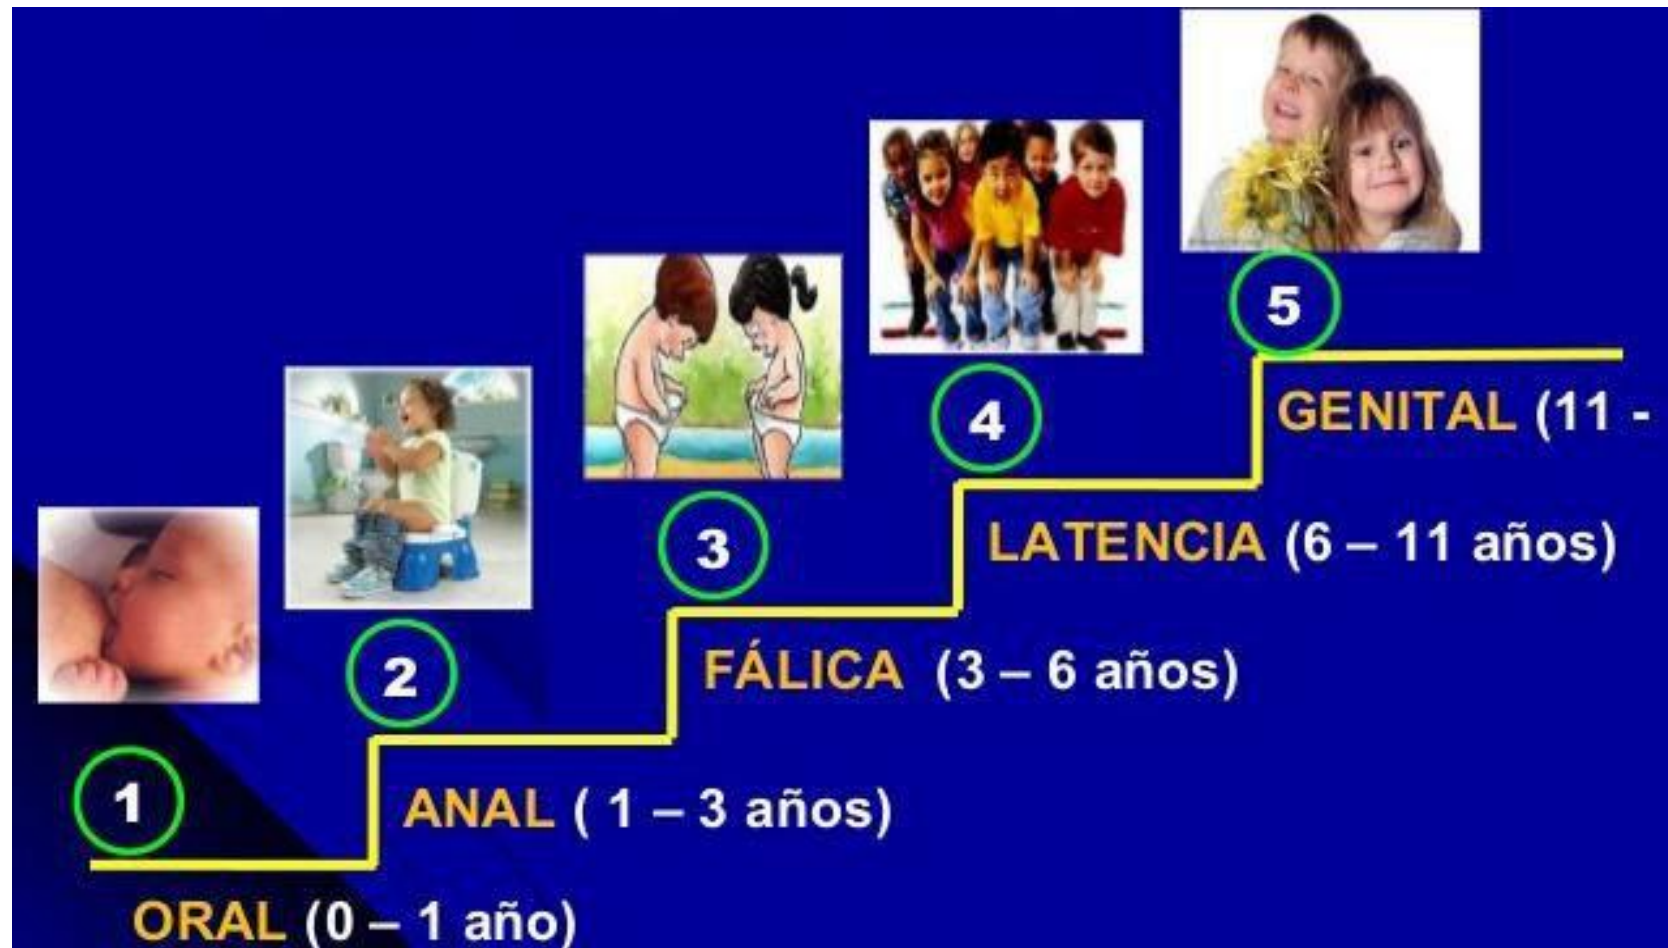 5
GENITAL (11 -
4
LATENCIA (6 – 11 años)
3
FÁLICA (3 – 6 años)
2
ANAL ( 1 – 3 años)
1
ORAL (0 – 1 año)